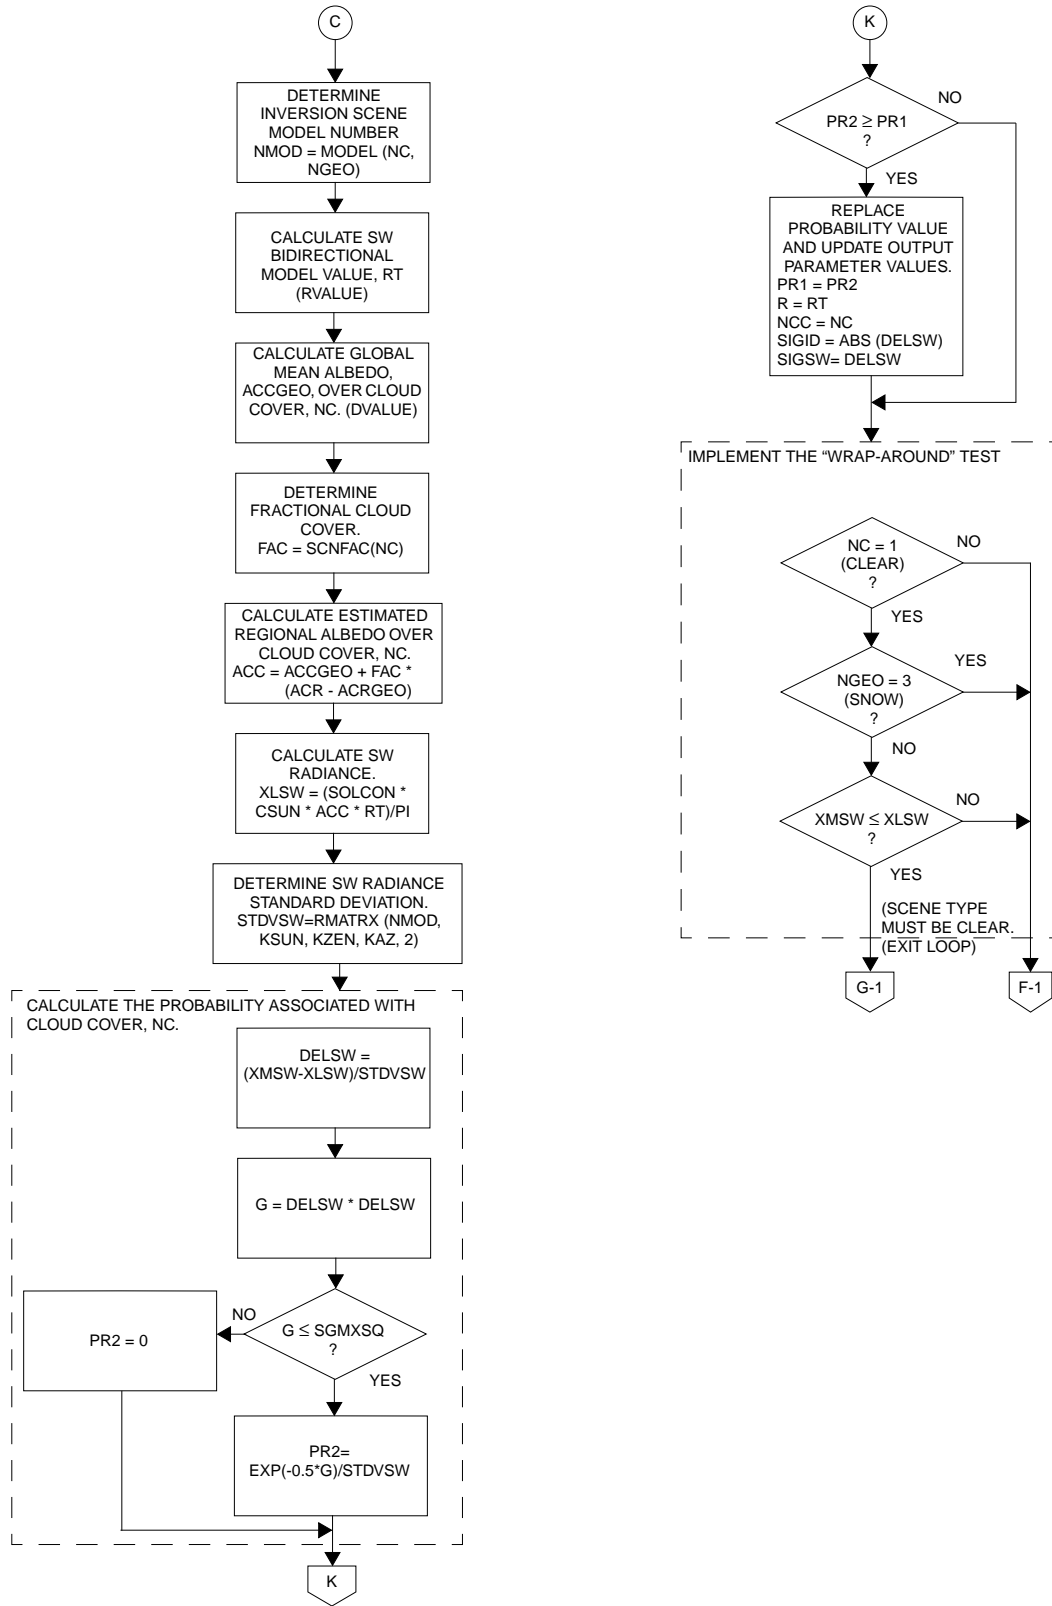 C
DETERMINE
INVERSION SCENE
MODEL NUMBER
NMOD = MODEL (NC,
NGEO)
CALCULATE SW
BIDIRECTIONAL
MODEL VALUE, RT
(RVALUE)
CALCULATE GLOBAL
MEAN ALBEDO,
ACCGEO, OVER CLOUD
COVER, NC. (DVALUE)
DETERMINE
FRACTIONAL CLOUD
COVER.
FAC = SCNFAC(NC)
CALCULATE ESTIMATED
REGIONAL ALBEDO OVER
CLOUD COVER, NC.
ACC = ACCGEO + FAC *
(ACR - ACRGEO)
CALCULATE SW
RADIANCE.
XLSW = (SOLCON *
CSUN * ACC * RT)/PI
DETERMINE SW RADIANCE
STANDARD DEVIATION.
STDVSW=RMATRX (NMOD,
KSUN, KZEN, KAZ, 2)
CALCULATE THE PROBABILITY ASSOCIATED WITH
CLOUD COVER, NC.
DELSW =
(XMSW-XLSW)/STDVSW
G = DELSW * DELSW
G ≤ SGMXSQ
?
NO
YES
PR2 = 0
PR2=
EXP(-0.5*G)/STDVSW
K
K
PR2 ≥ PR1
?
NO
YES
REPLACE
PROBABILITY VALUE
AND UPDATE OUTPUT
PARAMETER VALUES.
PR1 = PR2
R = RT
NCC = NC
SIGID = ABS (DELSW)
SIGSW= DELSW
IMPLEMENT THE “WRAP-AROUND” TEST
NC = 1
(CLEAR)
?
NO
YES
NGEO = 3
(SNOW)
?
YES
NO
XMSW ≤ XLSW
?
NO
YES
(SCENE TYPE
MUST BE CLEAR.
(EXIT LOOP)
G-1
F-1